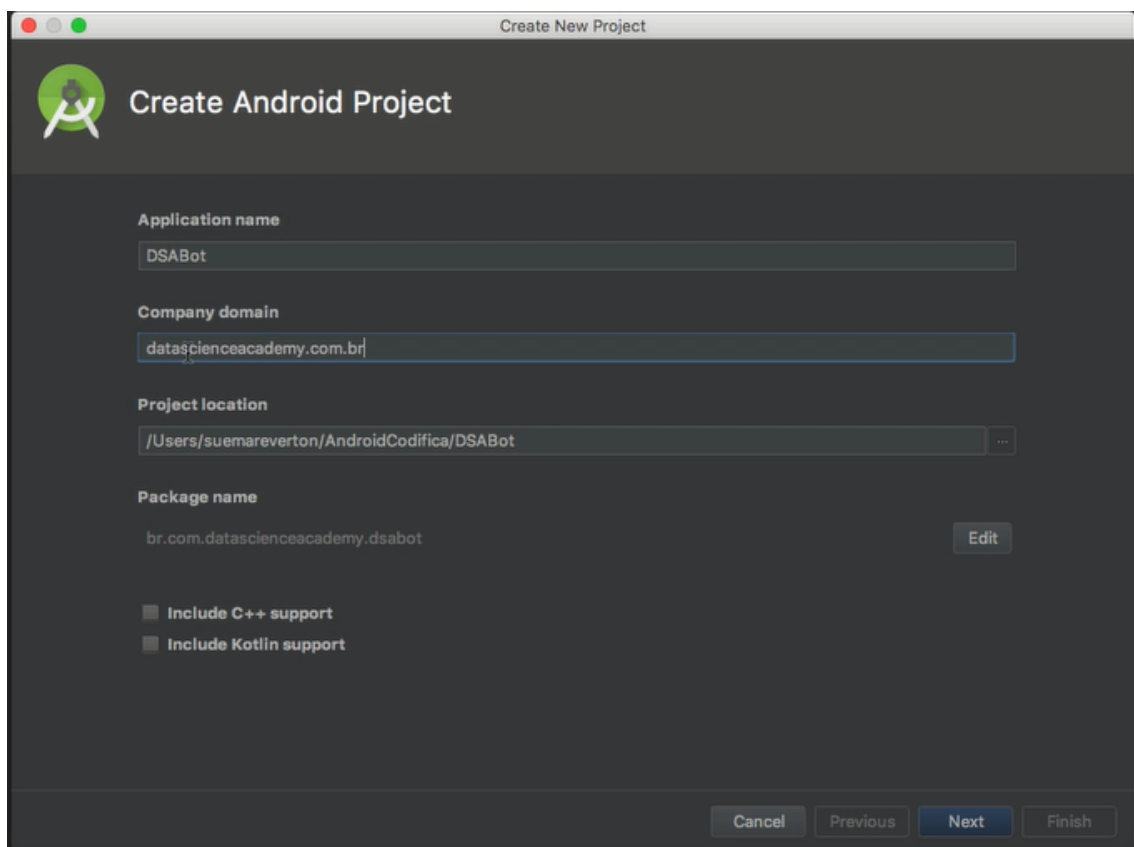 Create New Project
Create Android Project
Application name
DSABot
Company domain
datascienceacademy.com.br
Project location
/Users/suemareverton/AndroidCodifica/DSABot
...
Package name
br.com.datascienceacademy.dsabot
Edit
Include C++ support
Include Kotlin support
Cancel
Previous
Next
Finish